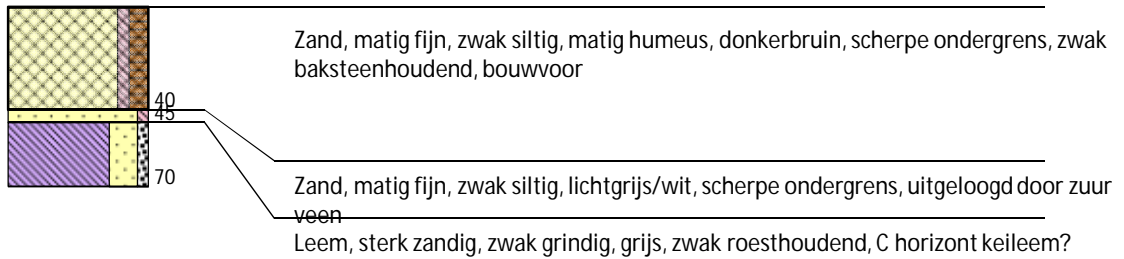 Zand, matig fijn, zwak siltig, matig humeus, donkerbruin, scherpe ondergrens, zwak
baksteenhoudend, bouwvoor
40
45
70
Zand, matig fijn, zwak siltig, lichtgrijs/wit, scherpe ondergrens, uitgeloogd door zuur
veen
Leem, sterk zandig, zwak grindig, grijs, zwak roesthoudend, C horizont keileem?